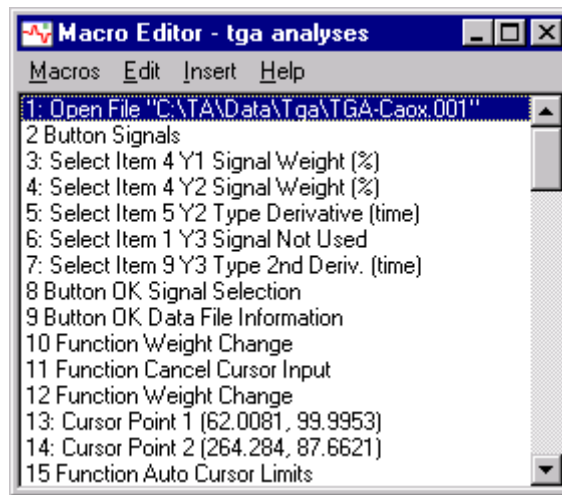 Macro Editor - tga analyses
Macros Edit Insert Help
1: Open File "C:\TA\Data\Tga\TGA-Caox.001"
2 Button Signals
3: Select Item 4 Y1 Signal Weight (%)
4: Select Item 4 Y2 Signal Weight (%)
5: Select Item 5 Y2 Type Derivative (time)
6: Select Item 1 Y3 Signal Not Used
7: Select Item 9 Y3 Type 2nd Deriv. (time)
8 Button OK Signal Selection
9 Button OK Data File Information
10 Function Weight Change
11 Function Cancel Cursor Input
12 Function Weight Change
13: Cursor Point 1 (62.0081, 99.9953)
14: Cursor Point 2 (264.284, 87.6621)
15 Function Auto Cursor Limits